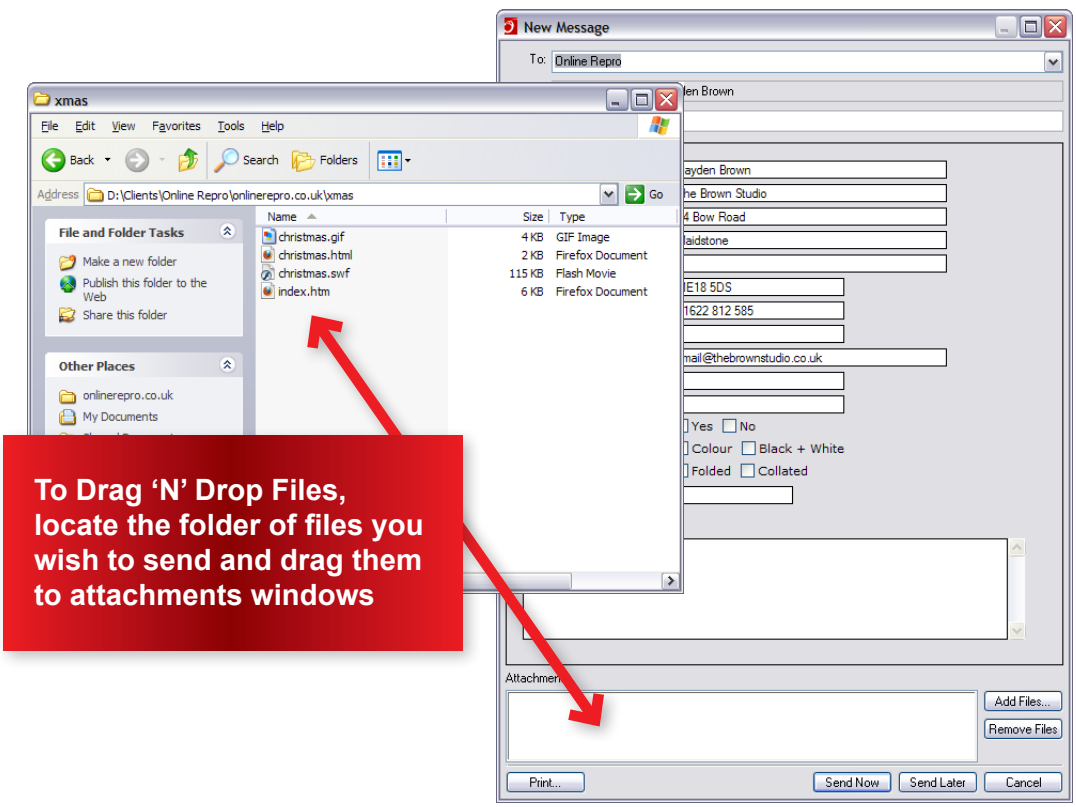 New Message
To: Online Repro
den Brown
xmas
File Edit View Favorites Tools Help
Back Search Folders
Address D:\Clients\Online Repro\onlinerepro.co.uk\xmas Go
File and Folder Tasks
Make a new folder
Publish this folder to the
Web
Share this folder
Other Places
onlinerepro.co.uk
My Documents
Name Size Type
christmas.gif 4 KB GIF Image
christmas.html 2 KB Firefox Document
christmas.swf 115 KB Flash Movie
index.htm 6 KB Firefox Document
ayden Brown
he Brown Studio
4 Bow Road
aidstone
E18 5DS
1622 812 585
mail@thebrownstudio.co.uk
Yes No
Colour Black + White
Folded Collated
To Drag ‘N’ Drop Files,
locate the folder of files you
wish to send and drag them
to attachments windows
Attachmen
Add Files...
Remove Files
Print... Send Now Send Later Cancel